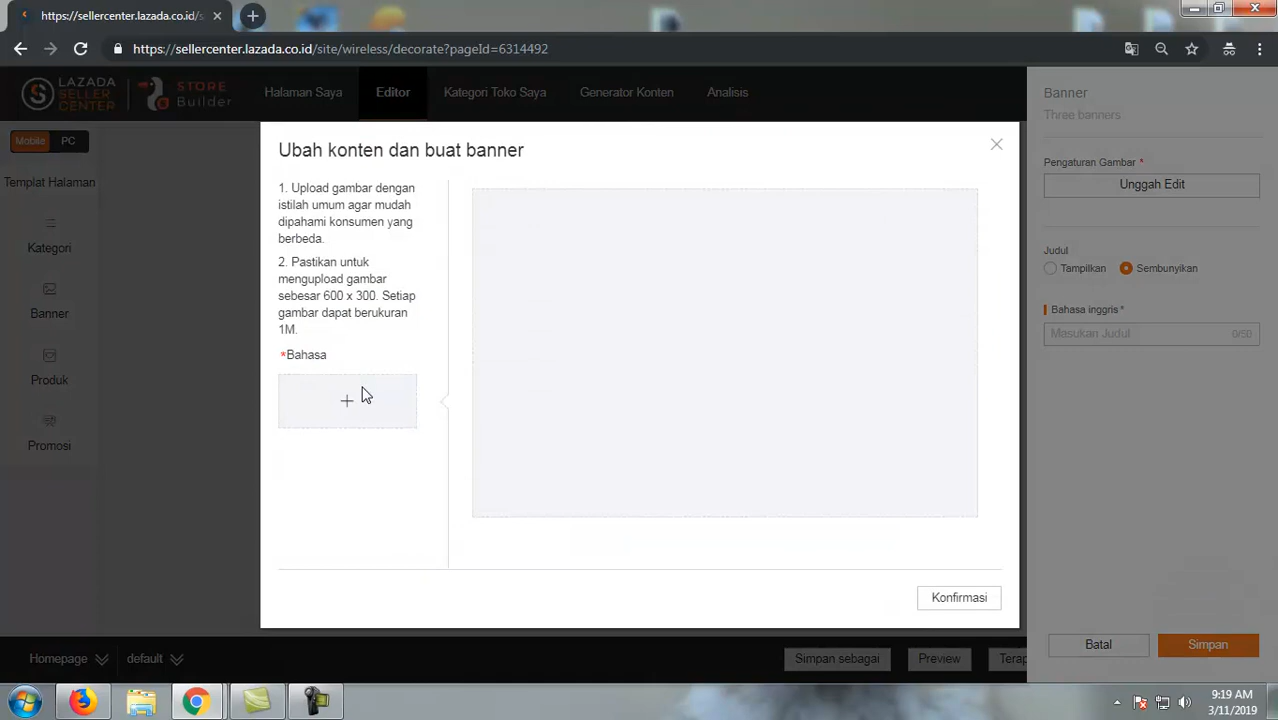 https://sellercenter.lazada.co.id/s
https://sellercenter.lazada.co.id/site/wireless/decorate?pageId=6314492
LAZADA
SELLER
CENTER
STORE
Builder
Halaman Saya
Editor
Kategori Toko Saya
Generator Konten
Analisis
Mobile
PC
Templat Halaman
Kategori
Banner
Produk
Promosi
Ubah konten dan buat banner
1. Upload gambar dengan
istilah umum agar mudah
dipahami konsumen yang
berbeda.
2. Pastikan untuk
mengupload gambar
sebesar 600 x 300. Setiap
gambar dapat berukuran
1M.
*Bahasa
Konfirmasi
Banner
Three banners
Pengaturan Gambar *
Unggah Edit
Judul
Tampilkan
Sembunyikan
Bahasa inggris *
Masukan Judul
0/50
Batal
Simpan
Homepage
default
Simpan sebagai
Preview
Terap
9:19 AM
3/11/2019